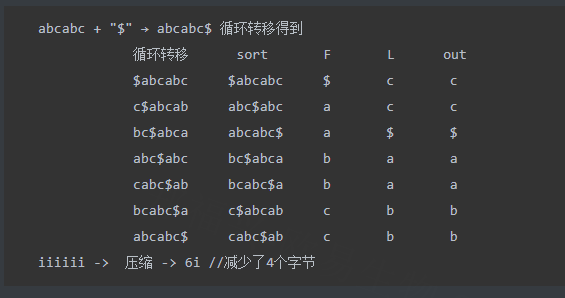 abcabc + "$" → abcabc$ 循环转移得到
循环转移 sort F L out
$abcabc $abcabc $ c c
c$abcab abc$abc a c c
bc$abca abcabc$ a $ $
abc$abc bc$abca b a a
cabc$ab bcabc$a b a a
bcabc$a c$abcab c b b
abcabc$ cabc$ab c b b
iiiiii -> 压缩 -> 6i //减少了4个字节